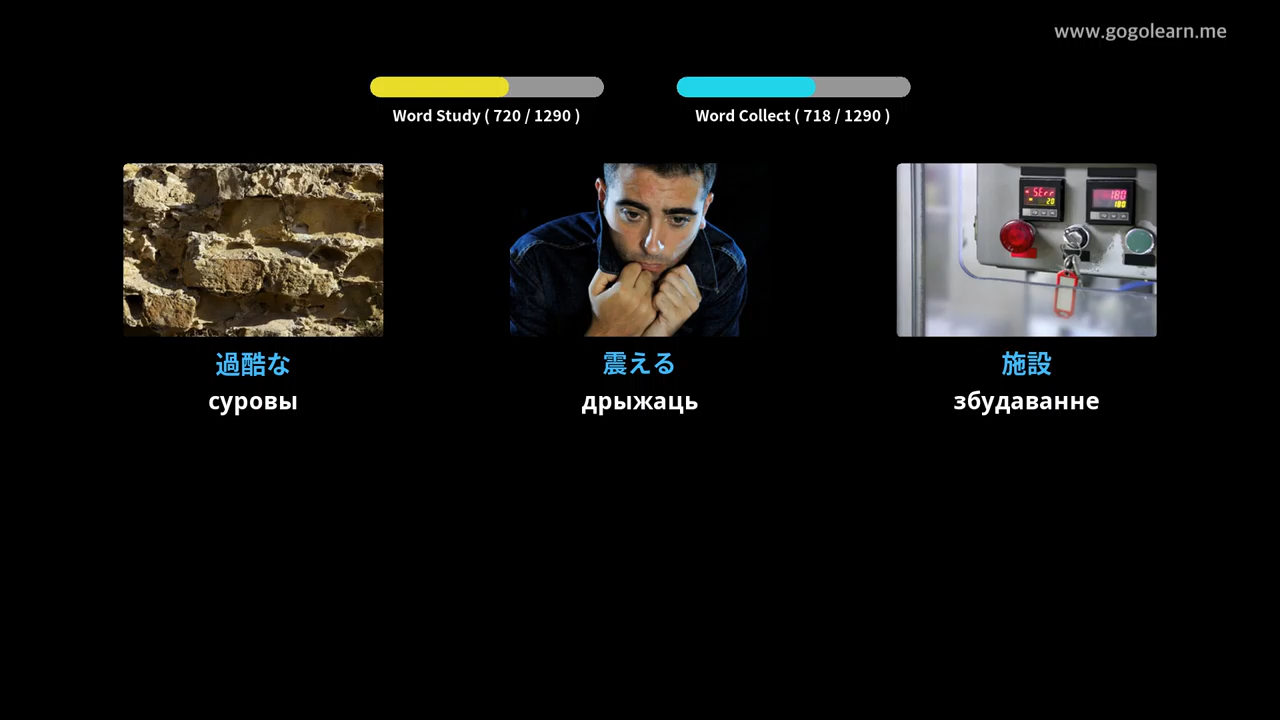 www.gogolearn.me
Word Study ( 720 / 1290 )
Word Collect ( 718 / 1290 )
過酷な
суровы
震える
дрыжаць
施設
збудаванне